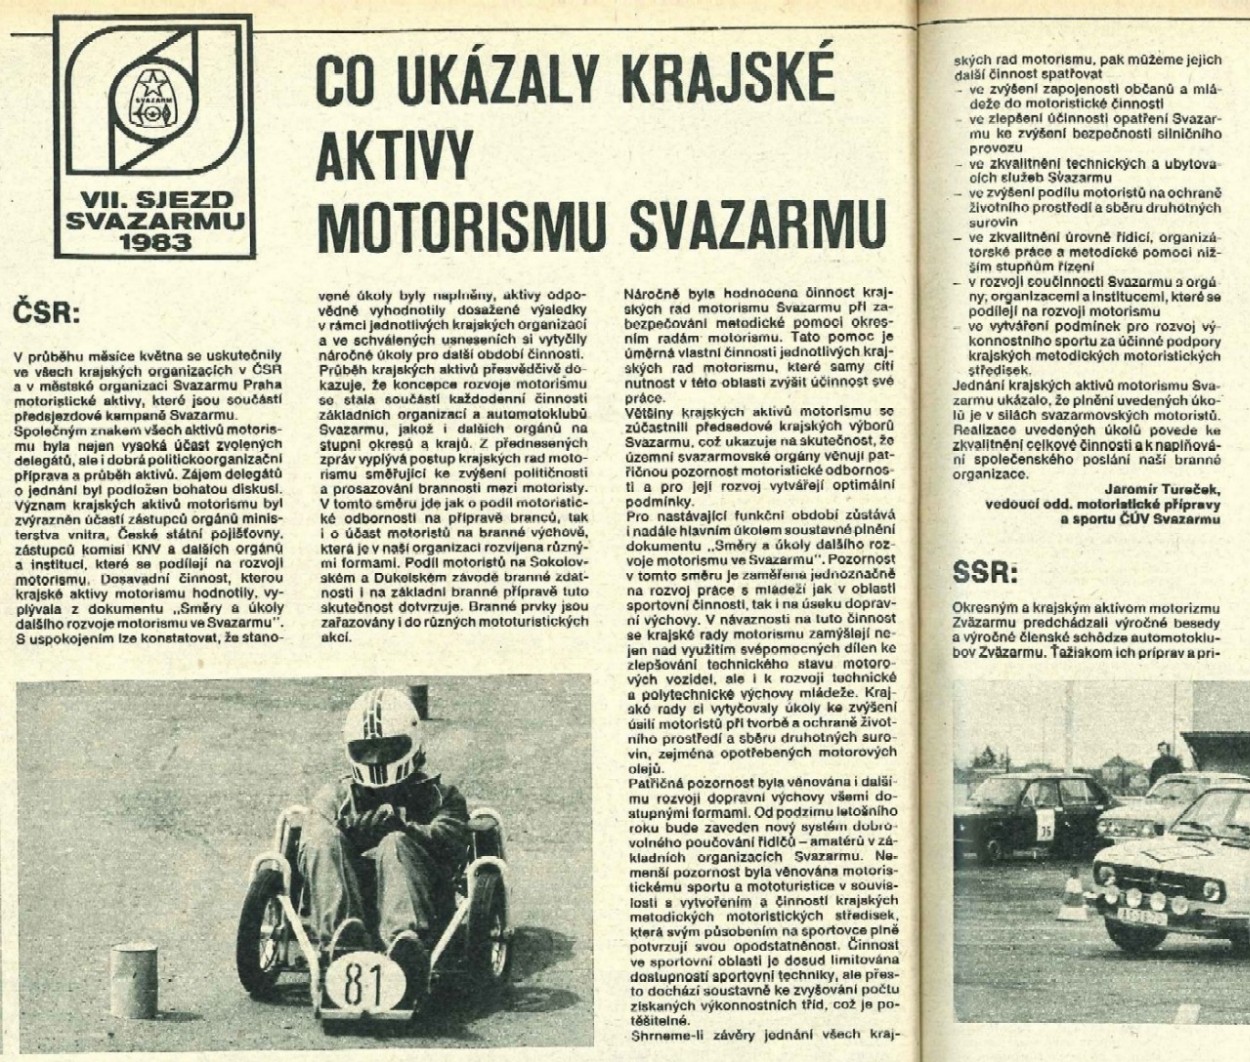 SVAZARM
VII. SJEZD
SVAZARMU
1983
CO UKÁZALY KRAJSKÉ
AKTIVY
MOTORISMU SVAZARMU
ČSR:
V průběhu měsíce května se uskutečnily
ve všech krajských organizacích v ČSR
a v městské organizaci Svazarmu Praha
motoristické aktivy, které jsou součástí
předsjezdové kampaně Svazarmu.
Společným znakem všech aktivů motoris-
mu byla nejen vysoká účast zvolených
delegátů, ale i dobrá politickoorganizační
příprava a průběh aktivů. Zájem delegátů
o jednání byl podložen bohatou diskusí.
Význam krajských aktivů motorismu byl
zvýrazněn účastí zástupců orgánů minis-
terstva vnitra, České státní pojišťovny,
zástupců komisí KNV a dalších orgánů
a institucí, které se podílejí na rozvoji
motorismu. Dosavadní činnost, kterou
krajské aktivy motorismu hodnotily, vy-
plývala z dokumentu „Směry a úkoly
dalšího rozvoje motorismu ve Svazarmu“.
S uspokojením lze konstatovat, že stano-
vené úkoly byly naplněny, aktivy odpo-
vědně vyhodnotily dosažené výsledky
v rámci jednotlivých krajských organizací
a ve schválených usneseních si vytýčily
náročné úkoly pro další období činnosti.
Průběh krajských aktivů přesvědčivě do-
kazuje, že koncepce rozvoje motorismu
se stala součástí každodenní činnosti
základních organizací a automotoklubů
Svazarmu, jakož i dalších orgánů na
stupni okresů a krajů. Z přednesených
zpráv vyplývá postup krajských rad moto-
rismu směřující ke zvýšení političnosti
a prosazování brannosti mezi motoristy.
V tomto směru jde jak o podíl motoristic-
ké odbornosti na přípravě branců, tak
i o účast motoristů na branné výchově,
která je v naší organizaci rozvíjena různý-
mi formami. Podíl motoristů na Sokolov-
ském a Dukelském závodě branné zdat-
nosti i na základní branné přípravě tuto
skutečnost dotvrzuje. Branné prvky jsou
zařazovány i do různých mototuristických
akcí.
81
Náročně byla hodnocena činnost kraj-
ských rad motorismu Svazarmu při za-
bezpečování metodické pomoci okres-
ním radám motorismu. Tato pomoc je
úměrná vlastní činnosti jednotlivých kraj-
ských rad motorismu, které samy cítí
nutnost v této oblasti zvýšit účinnost své
práce.
Většiny krajských aktivů motorismu se
zúčastnili předsedové krajských výborů
Svazarmu, což ukazuje na skutečnost, že
územní svazarmovské orgány věnují pat-
řičnou pozornost motoristické odbornos-
ti a pro její rozvoj vytvářejí optimální
podmínky.
Pro nastávající funkční období zůstává
i nadále hlavním úkolem soustavné plnění
dokumentu „Směry a úkoly dalšího roz-
voje motorismu ve Svazarmu“. Pozornost
v tomto směru je zaměřena jednoznačně
na rozvoj práce s mládeží jak v oblasti
sportovní činnosti, tak i na úseku doprav-
ní výchovy. V návaznosti na tuto činnost
se krajské rady motorismu zamýšlejí ne-
jen nad využitím svépomocných dílen ke
zlepšování technického stavu motoro-
vých vozidel, ale i k rozvoji technické
a polytechnické výchovy mládeže. Kraj-
ské rady si vytyčovaly úkoly ke zvýšení
úsilí motoristů při tvorbě a ochraně život-
ního prostředí a sběru druhotných suro-
vin, zejména opotřebených motorových
olejů.
Patřičná pozornost byla věnována i další-
mu rozvoji dopravní výchovy všemi do-
stupnými formami. Od podzimu letošního
roku bude zaveden nový systém dobro-
volného poučování řidičů – amatérů v zá-
kladních organizacích Svazarmu. Ne-
menší pozornost byla věnována motoris-
tickému sportu a mototuristice v souvis-
losti s vytvořením a činností krajských
metodických motoristických středisek,
která svým působením na sportovce plně
potvrzují svou opodstatněnost. Činnost
ve sportovní oblasti je dosud limitována
dostupností sportovní techniky, ale přes-
to dochází soustavně ke zvyšování počtu
získaných výkonnostních tříd, což je po-
těšitelné.
Shrneme-li závěry jednání všech kraj-
ských rad motorismu, pak můžeme jejich
další činnost spatřovat
– ve zvýšení zapojenosti občanů a mlá-
deže do motoristické činnosti
– ve zlepšení účinnosti opatření Svazar-
mu ke zvýšení bezpečnosti silničního
provozu
– ve zkvalitnění technických a ubytova-
cích služeb Svazarmu
– ve zvýšení podílu motoristů na ochraně
životního prostředí a sběru druhotných
surovin
– ve zkvalitnění úrovně řídící, organizá-
torské práce a metodické pomoci niž-
ším stupňům řízení
– v rozvoji součinnosti Svazarmu s orgá-
ny, organizacemi a institucemi, které se
podílejí na rozvoji motorismu
– ve vytváření podmínek pro rozvoj vý-
konnostního sportu za účinné podpory
krajských metodických motoristických
středisek.
Jednání krajských aktivů motorismu Sva-
zarmu ukázalo, že plnění uvedených úko-
lů je v silách svazarmovských motoristů.
Realizace uvedených úkolů povede ke
zkvalitnění celkové činnosti a k naplňová-
ní společenského poslání naší branné
organizace.
Jaromír Tureček,
vedoucí odd. motoristické přípravy
a sportu ČÚV Svazarmu
SSR:
Okresným a krajským aktívom motorizmu
Zväzarmu predchádzali výročné besedy
a výročné členské schôdze automotoklu-
bov Zväzarmu. Ťažiskom ich príprav a pri-